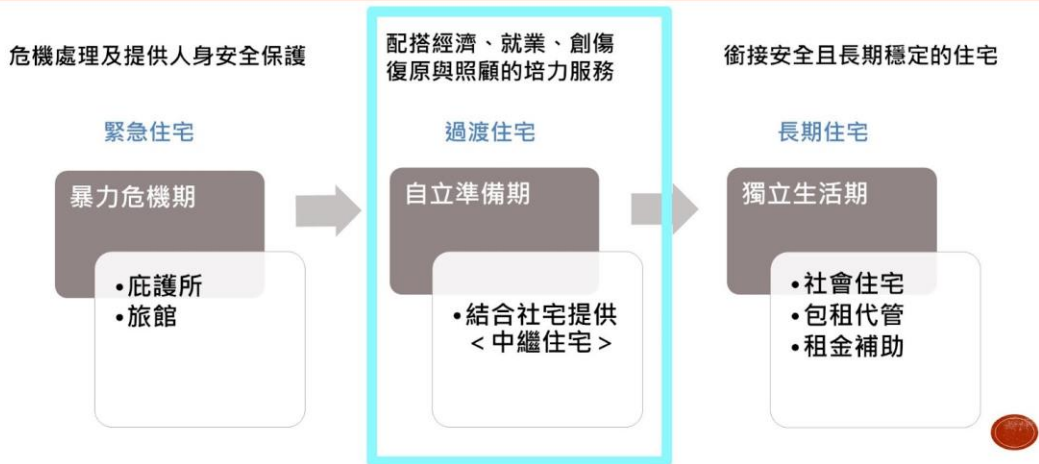 危機處理及提供人身安全保護
配搭經濟、就業、創傷
復原與照顧的培力服務
銜接安全且長期穩定的住宅
緊急住宅
過渡住宅
長期住宅
暴力危機期
自立準備期
獨立生活期
•庇護所
•旅館
•結合社宅提供
<中繼住宅>
•社會住宅
•包租代管
•租金補助